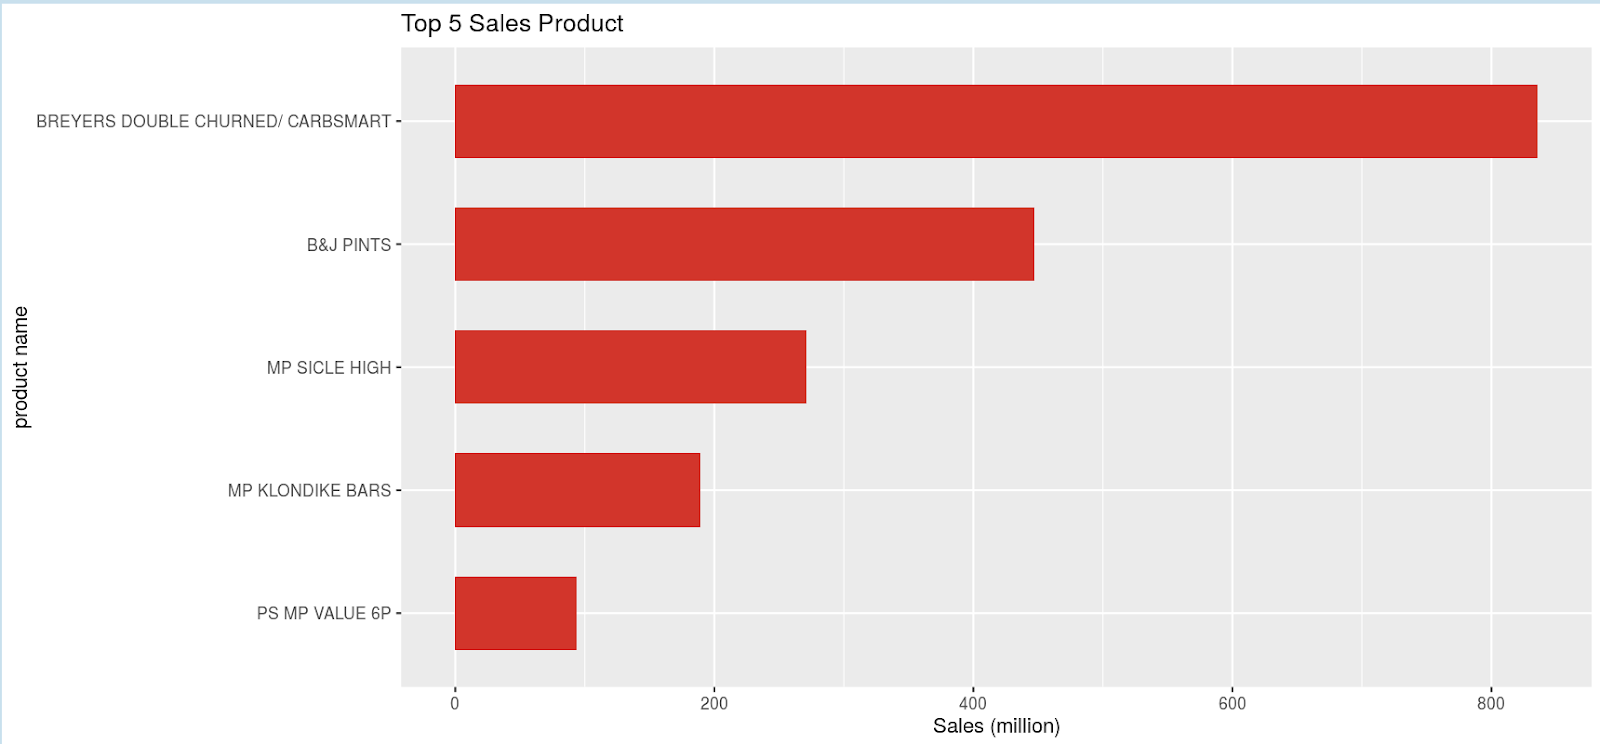 Top 5 Sales Product
BREYERS DOUBLE CHURNED/ CARBSMART
B&J PINTS
MP SICLE HIGH
MP KLONDIKE BARS
PS MP VALUE 6P
product name
0 200 400 600 800
Sales (million)